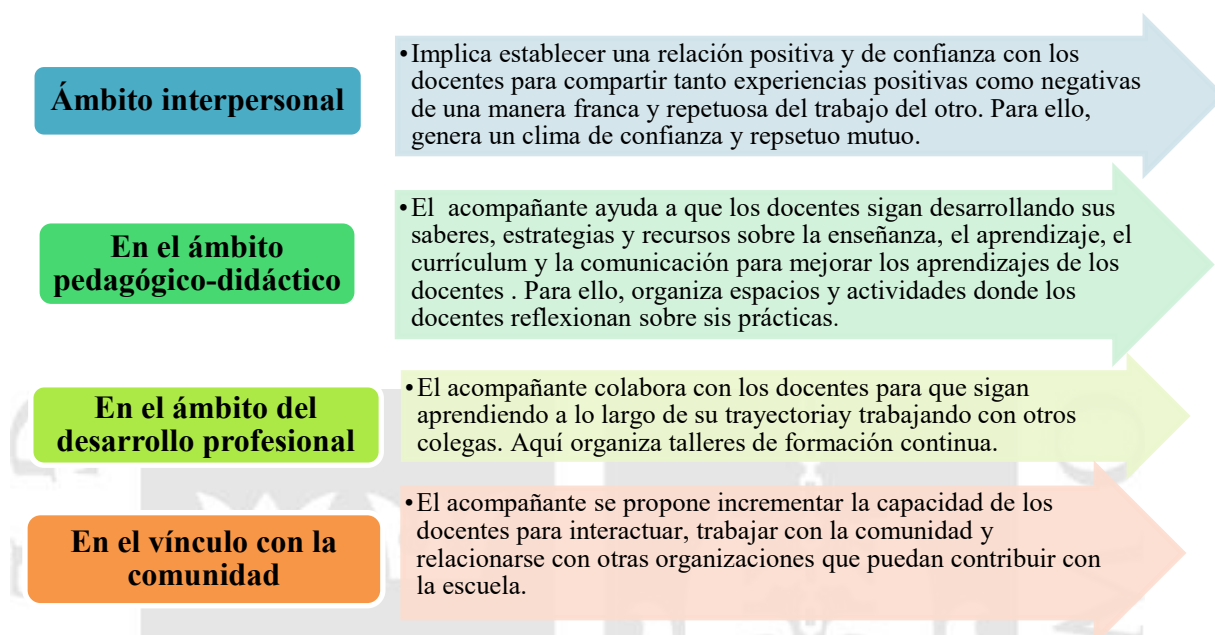 Ámbito interpersonal
•Implica establecer una relación positiva y de confianza con los
docentes para compartir tanto experiencias positivas como negativas
de una manera franca y repetuosa del trabajo del otro. Para ello,
genera un clima de confianza y repsetuo mutuo.
En el ámbito
pedagógico-didáctico
•El acompañante ayuda a que los docentes sigan desarrollando sus
saberes, estrategias y recursos sobre la enseñanza, el aprendizaje, el
currículum y la comunicación para mejorar los aprendizajes de los
docentes . Para ello, organiza espacios y actividades donde los
docentes reflexionan sobre sis prácticas.
En el ámbito del
desarrollo profesional
•El acompañante colabora con los docentes para que sigan
aprendiendo a lo largo de su trayectoriay trabajando con otros
colegas. Aquí organiza talleres de formación continua.
En el vínculo con la
comunidad
•El acompañante se propone incrementar la capacidad de los
docentes para interactuar, trabajar con la comunidad y
relacionarse con otras organizaciones que puedan contribuir con
la escuela.